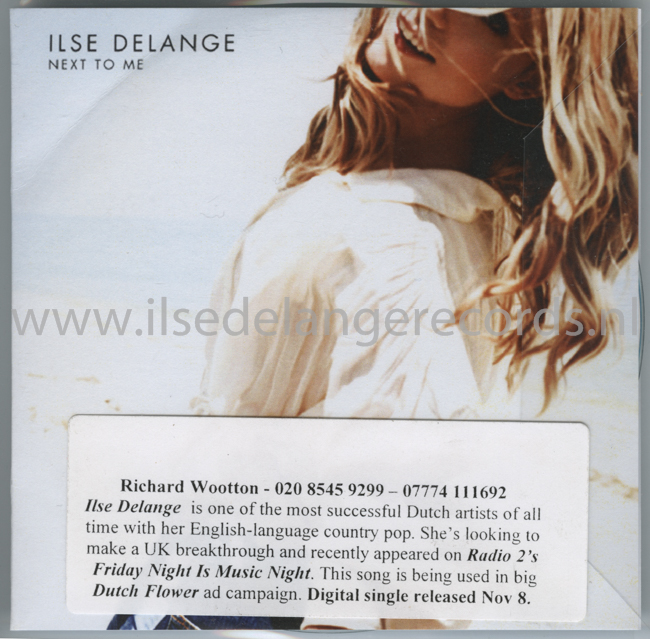 ILSE DELANGE
NEXT TO ME
www.ilsedelangerecords.nl
Richard Wootton - 020 8545 9299 – 07774 111692
Ilse Delange is one of the most successful Dutch artists of all
time with her English-language country pop. She's looking to
make a UK breakthrough and recently appeared on Radio 2's
Friday Night Is Music Night. This song is being used in big
Dutch Flower ad campaign. Digital single released Nov 8.